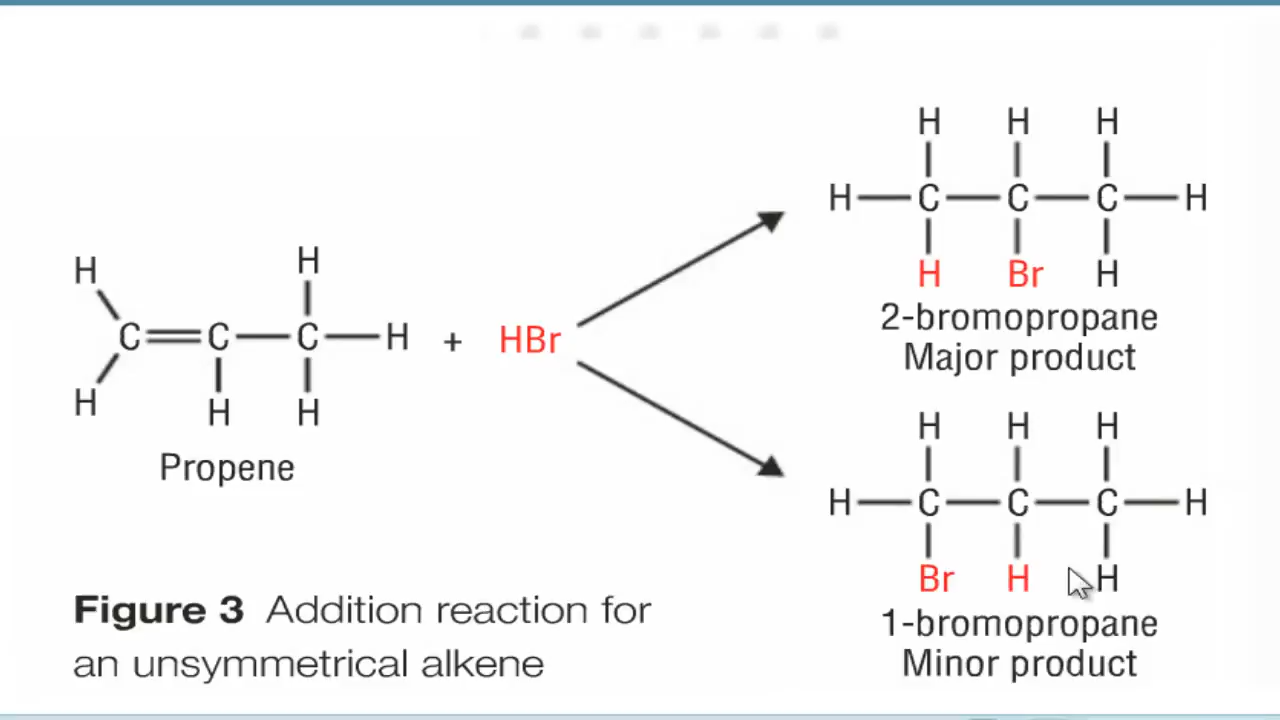 H H H
H C C C H
H Br H
2-bromopropane
Major product
H H
C C C H + HBr
H H H
Propene
H H H
H C C C H
Br H H
1-bromopropane
Minor product
Figure 3 Addition reaction for
an unsymmetrical alkene